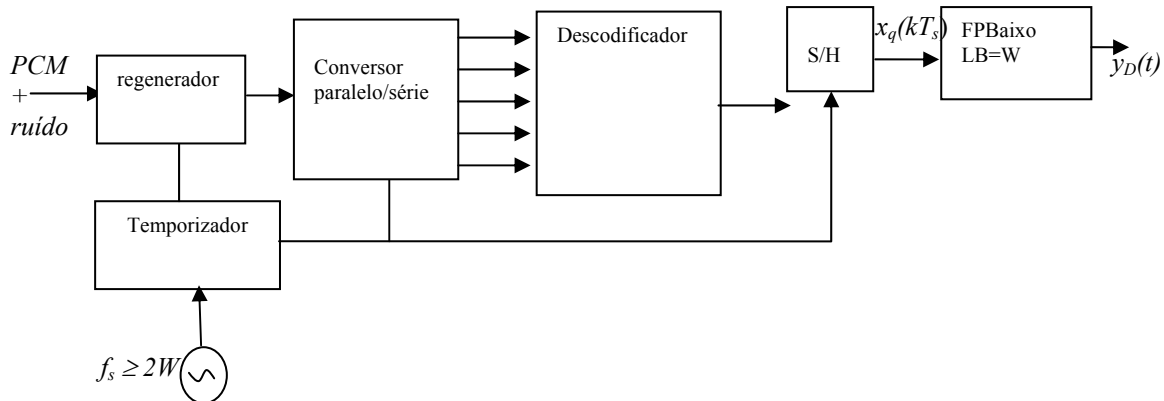 PCM
+
ruído
regenerador
Conversor
paralelo/série
Descodificador
S/H
x_q(kT_s)
FPBaixo
LB=W
y_D(t)
Temporizador
f_s ≥ 2W